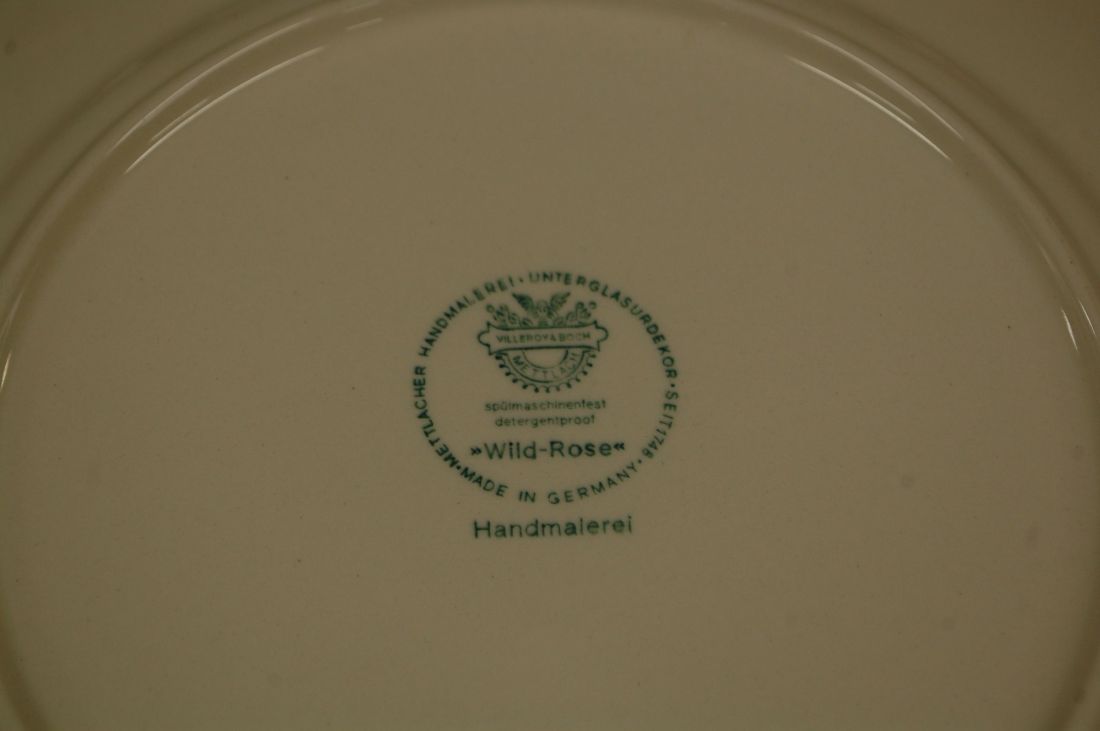 METTLACHER HANDMALEREI · UNTERGLASURDEKOR · SEIT 1748 ·
VILLEROY & BOCH
METTLACH
spülmaschinenfest
detergentproof
»Wild-Rose«
MADE IN GERMANY
Handmalerei